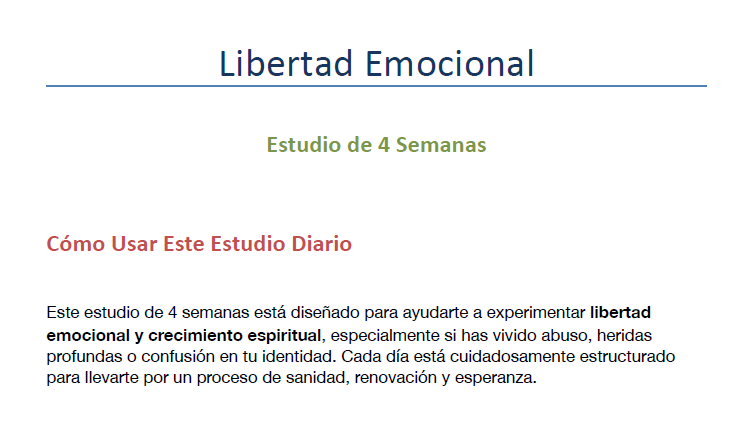 Libertad Emocional
Estudio de 4 Semanas
Cómo Usar Este Estudio Diario
Este estudio de 4 semanas está diseñado para ayudarte a experimentar libertad
emocional y crecimiento espiritual, especialmente si has vivido abuso, heridas
profundas o confusión en tu identidad. Cada día está cuidadosamente estructurado
para llevarte por un proceso de sanidad, renovación y esperanza.